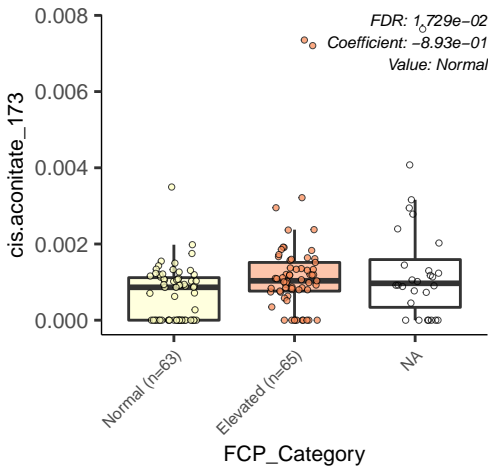 FDR: 1.729e−02
Coefficient: −8.93e−01
Value: Normal
cis.aconitate_173
0.008
0.006
0.004
0.002
0.000
Normal (n=63)
Elevated (n=65)
NA
FCP_Category